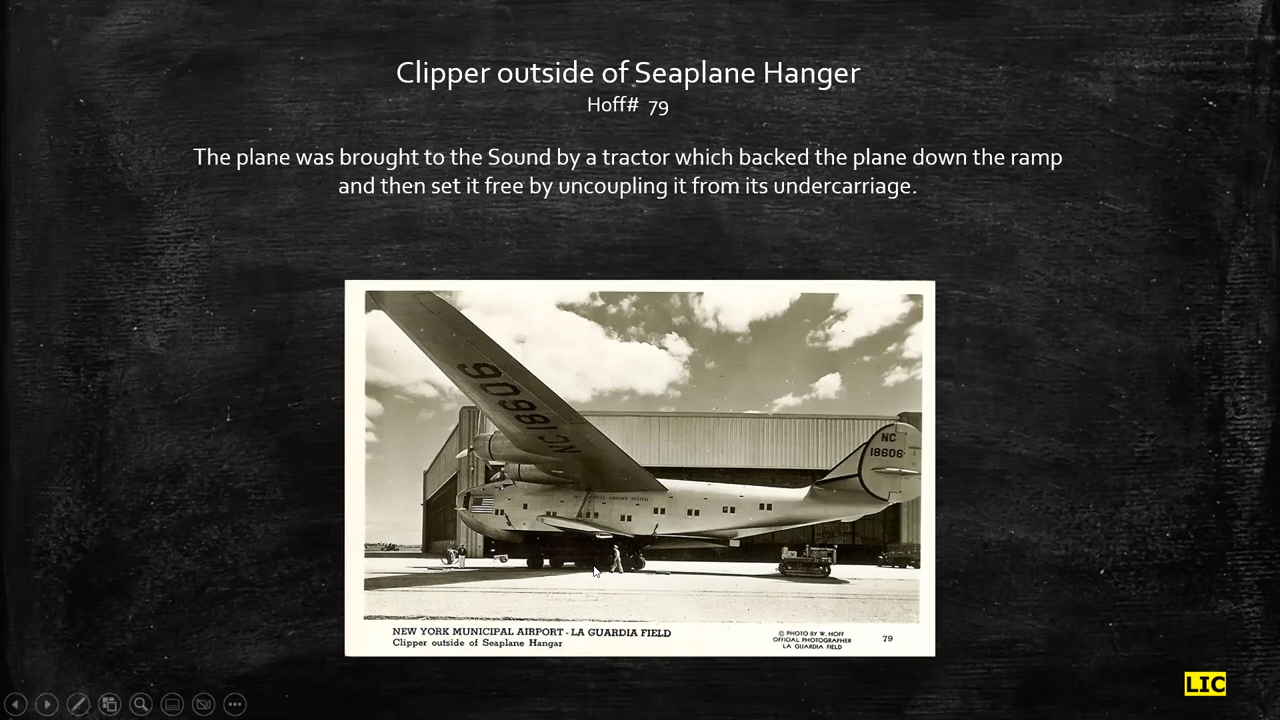 Clipper outside of Seaplane Hanger
Hoff# 79
The plane was brought to the Sound by a tractor which backed the plane down the ramp
and then set it free by uncoupling it from its undercarriage.
NC18606
NC
18606
NEW YORK MUNICIPAL AIRPORT - LA GUARDIA FIELD
Clipper outside of Seaplane Hangar
© PHOTO BY W. HOFF
OFFICIAL PHOTOGRAPHER
LA GUARDIA FIELD
79
LIC